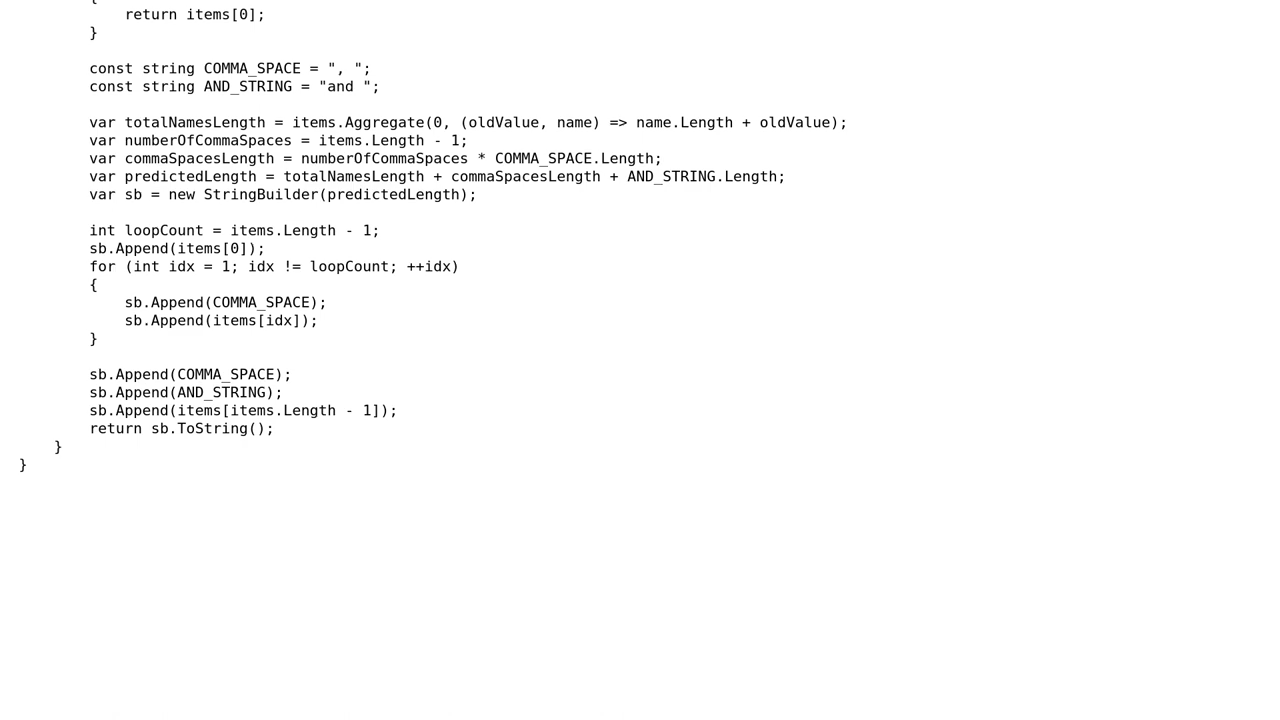 {
return items[0];
}
const string COMMA_SPACE = ", ";
const string AND_STRING = "and ";
var totalNamesLength = items.Aggregate(0, (oldValue, name) => name.Length + oldValue);
var numberOfCommaSpaces = items.Length - 1;
var commaSpacesLength = numberOfCommaSpaces * COMMA_SPACE.Length;
var predictedLength = totalNamesLength + commaSpacesLength + AND_STRING.Length;
var sb = new StringBuilder(predictedLength);
int loopCount = items.Length - 1;
sb.Append(items[0]);
for (int idx = 1; idx != loopCount; ++idx)
{
sb.Append(COMMA_SPACE);
sb.Append(items[idx]);
}
sb.Append(COMMA_SPACE);
sb.Append(AND_STRING);
sb.Append(items[items.Length - 1]);
return sb.ToString();
}
}